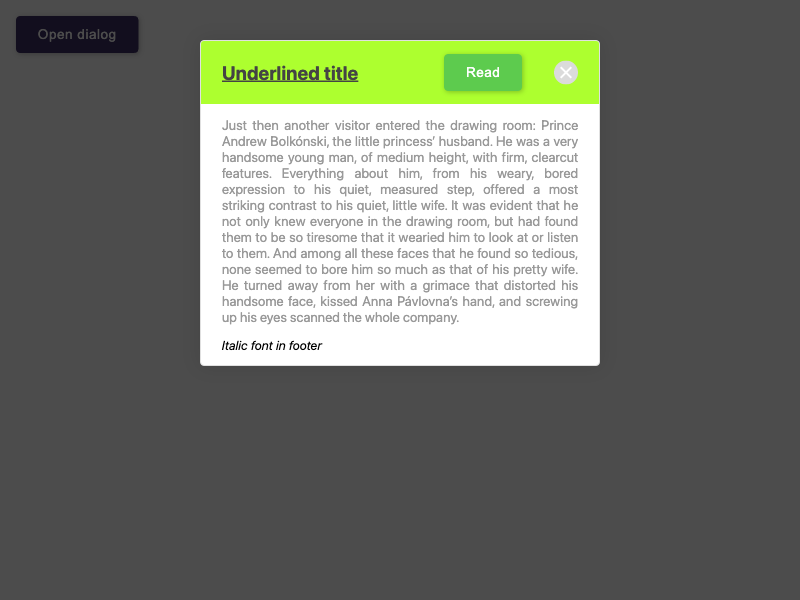 Open dialog
Underlined title
Read
Just then another visitor entered the drawing room: Prince
Andrew Bolkónski, the little princess’ husband. He was a very
handsome young man, of medium height, with firm, clearcut
features. Everything about him, from his weary, bored
expression to his quiet, measured step, offered a most
striking contrast to his quiet, little wife. It was evident that he
not only knew everyone in the drawing room, but had found
them to be so tiresome that it wearied him to look at or listen
to them. And among all these faces that he found so tedious,
none seemed to bore him so much as that of his pretty wife.
He turned away from her with a grimace that distorted his
handsome face, kissed Anna Pávlovna’s hand, and screwing
up his eyes scanned the whole company.
Italic font in footer